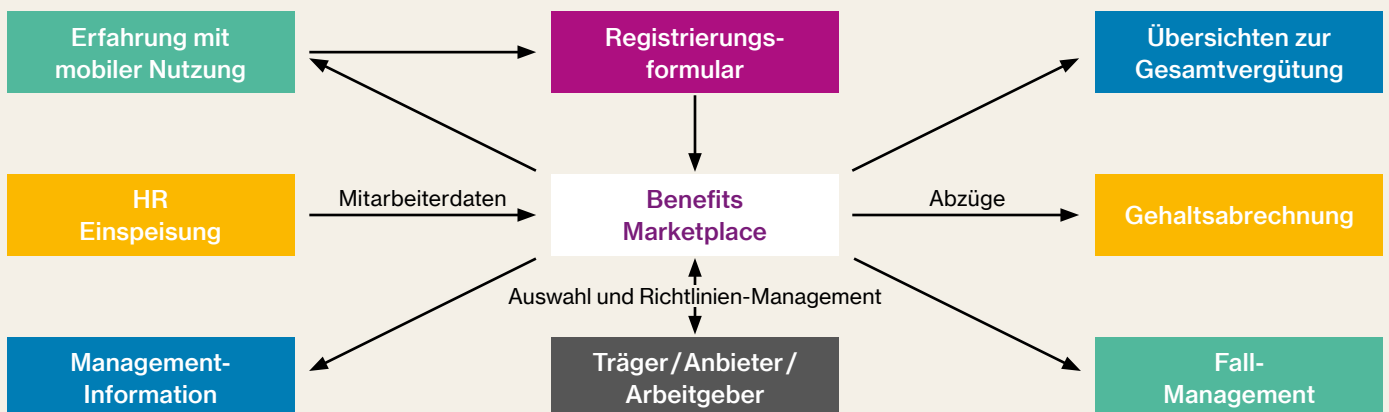 Erfahrung mit
mobiler Nutzung
Registrierungs-
formular
Übersichten zur
Gesamtvergütung
HR
Einspeisung
Mitarbeiterdaten
Benefits
Marketplace
Abzüge
Gehaltsabrechnung
Auswahl und Richtlinien-Management
Management-
Information
Träger / Anbieter /
Arbeitgeber
Fall-
Management